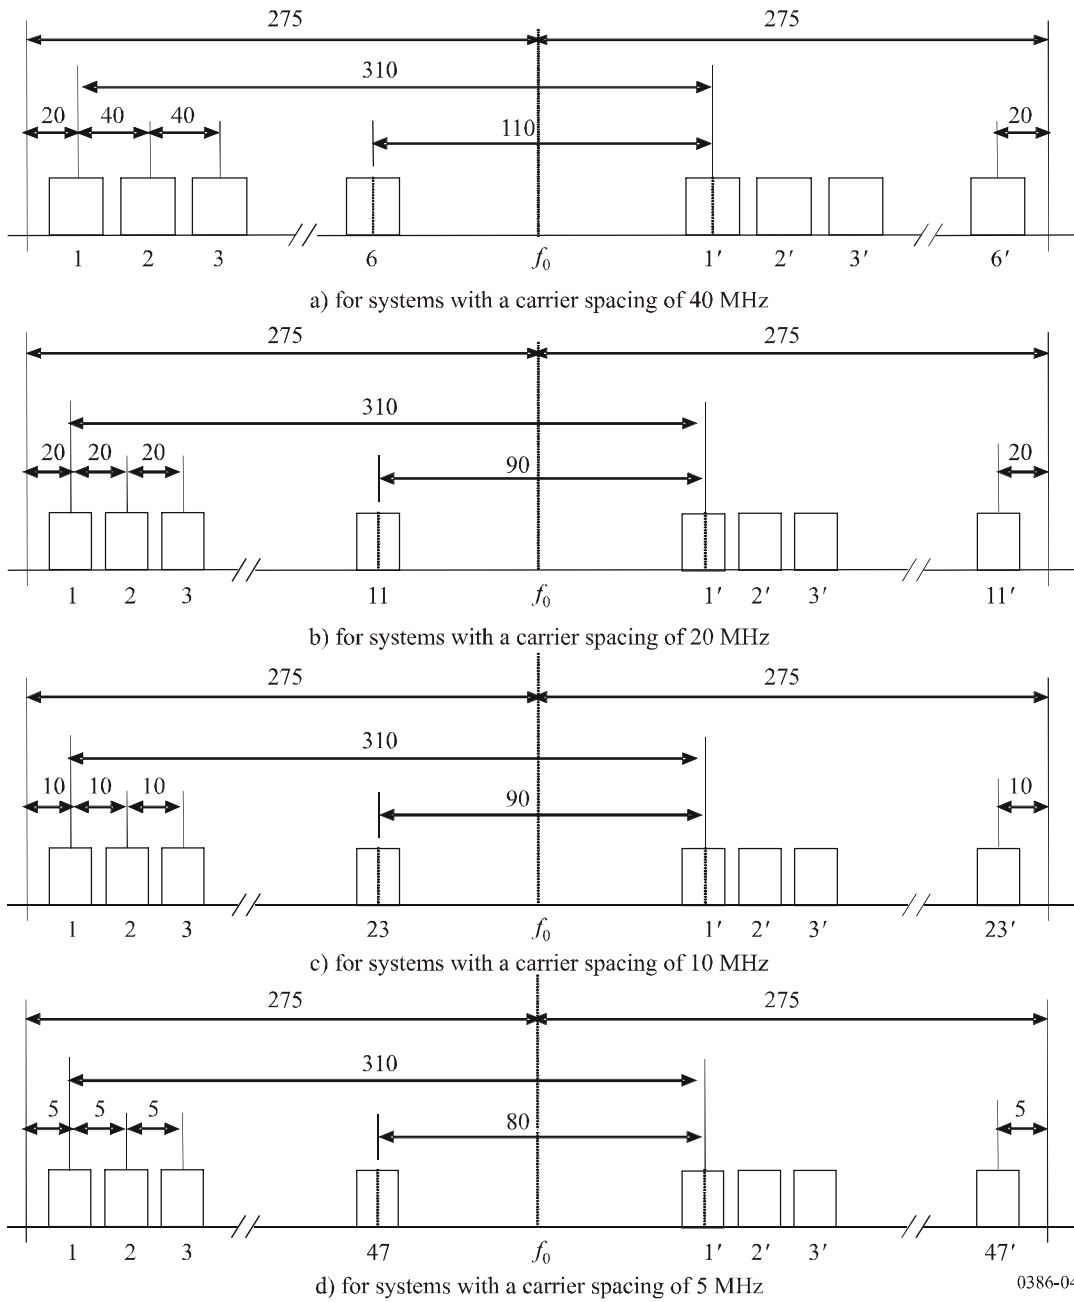 275 275
310
20 40 40 110 20
1 2 3 6 f₀ 1′ 2′ 3′ 6′
a) for systems with a carrier spacing of 40 MHz
275 275
310
20 20 20 90 20
1 2 3 11 f₀ 1′ 2′ 3′ 11′
b) for systems with a carrier spacing of 20 MHz
275 275
310
10 10 10 90 10
1 2 3 23 f₀ 1′ 2′ 3′ 23′
c) for systems with a carrier spacing of 10 MHz
275 275
310
5 5 5 80 5
1 2 3 47 f₀ 1′ 2′ 3′ 47′
d) for systems with a carrier spacing of 5 MHz
0386-04